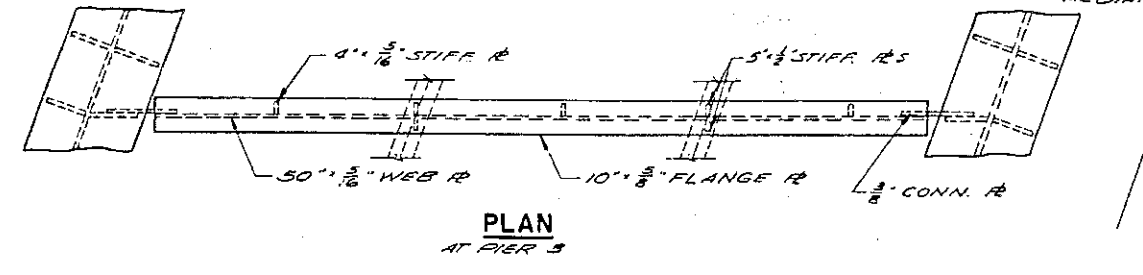 4" x 5/16" STIFF. ℄
5" x 1/2" STIFF. ℄S
50" x 5/16" WEB ℄
10" x 5/8" FLANGE ℄
3/8" CONN. ℄
PLAN
AT PIER 3